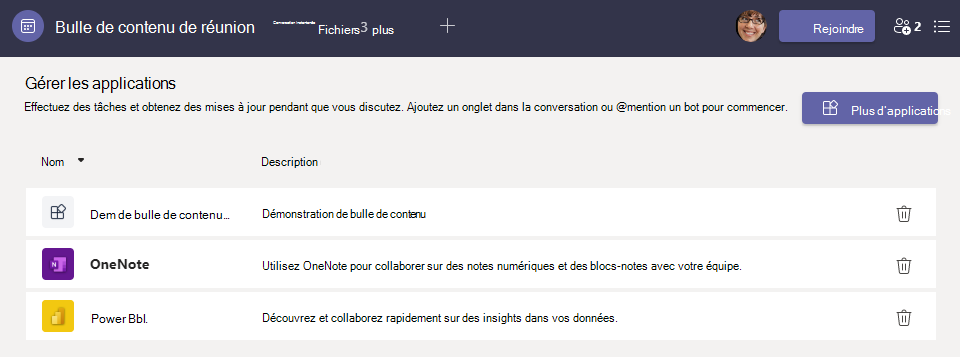 Bulle de contenu de réunion
Conversation instantanée
Fichiers3 plus
Rejoindre
2
Gérer les applications
Effectuez des tâches et obtenez des mises à jour pendant que vous discutez. Ajoutez un onglet dans la conversation ou @mention un bot pour commencer.
Plus d'applications
Nom
Description
Dem de bulle de contenu...
Démonstration de bulle de contenu
OneNote
Utilisez OneNote pour collaborer sur des notes numériques et des blocs-notes avec votre équipe.
Power Bbl.
Découvrez et collaborez rapidement sur des insights dans vos données.